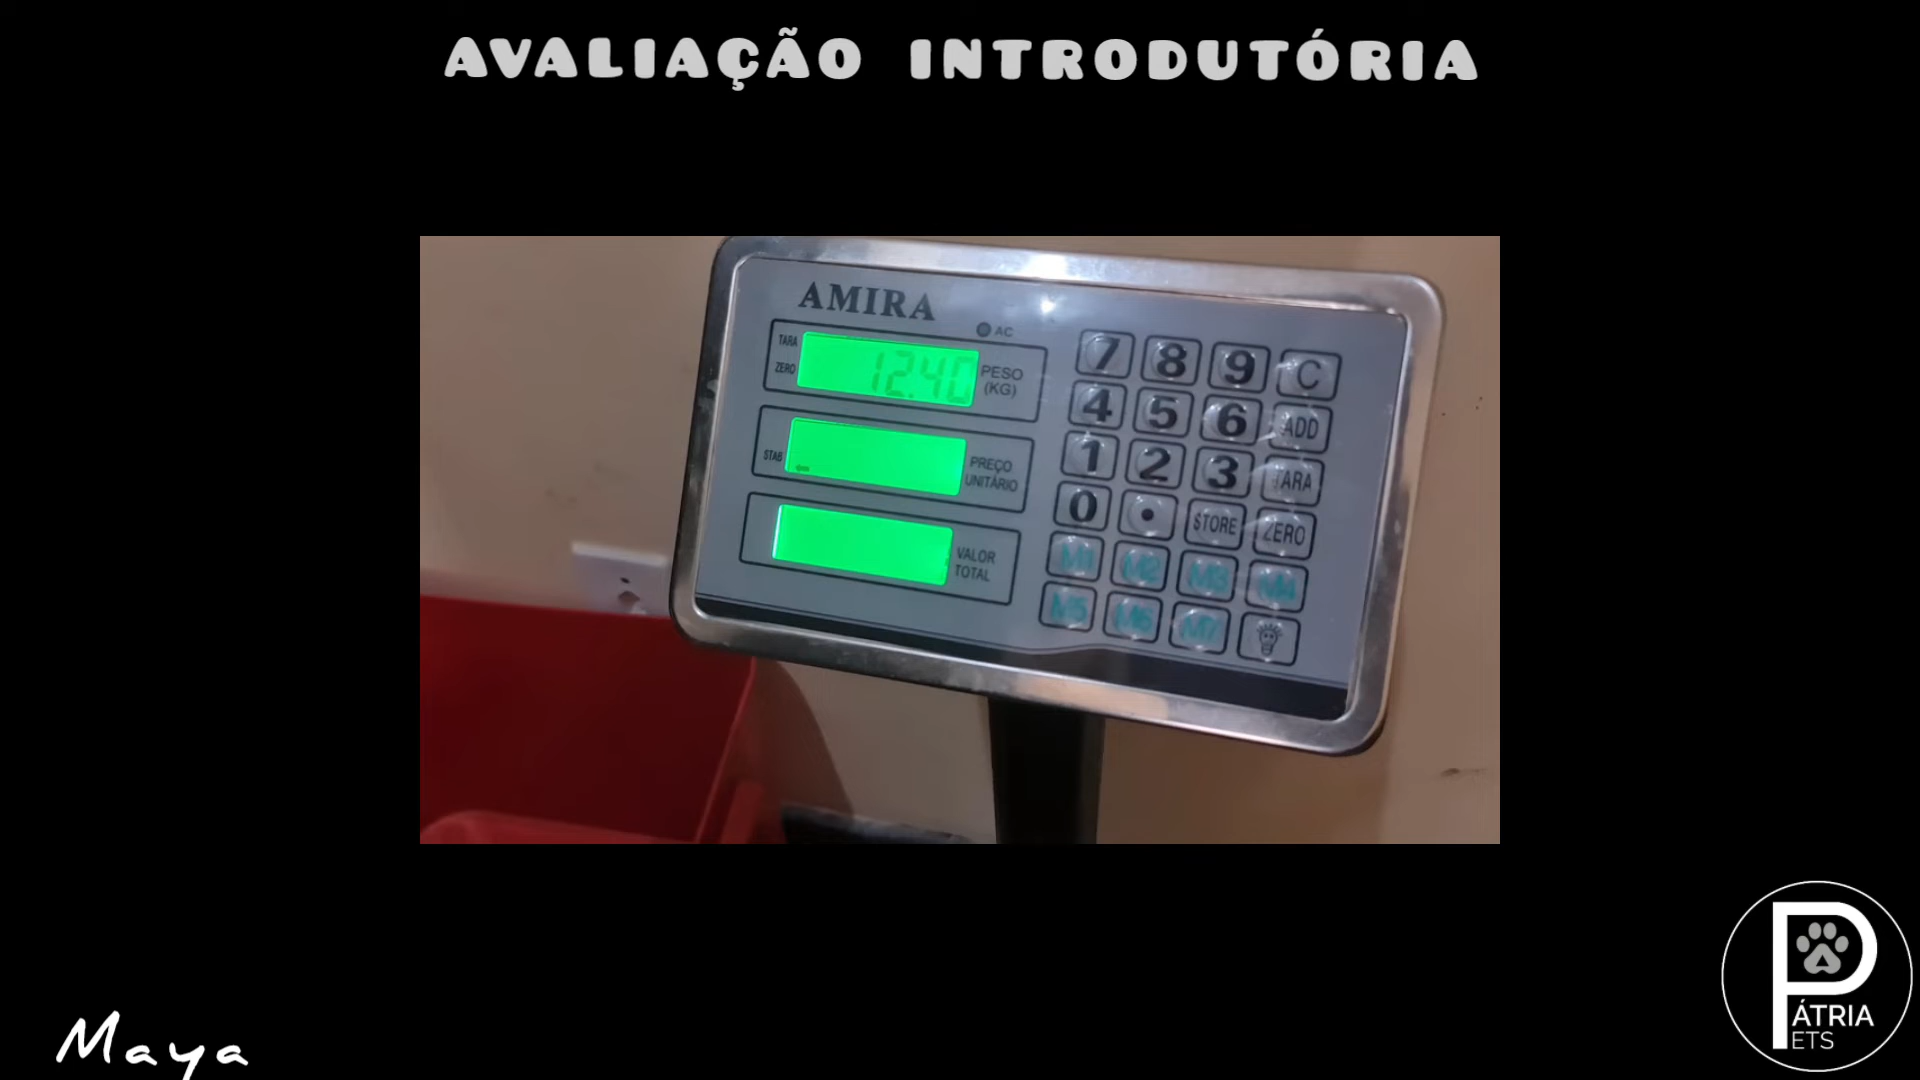 AVALIAÇÃO INTRODUTÓRIA
AMIRA
AC
TARA
ZERO
12.40
PESO
(KG)
STAB
PREÇO
UNITÁRIO
VALOR
TOTAL
7 8 9 C
4 5 6 ADD
1 2 3 TARA
0 • STORE ZERO
M1 M2 M3 M4
M5 M6 M7
Maya
PÁTRIA
PETS